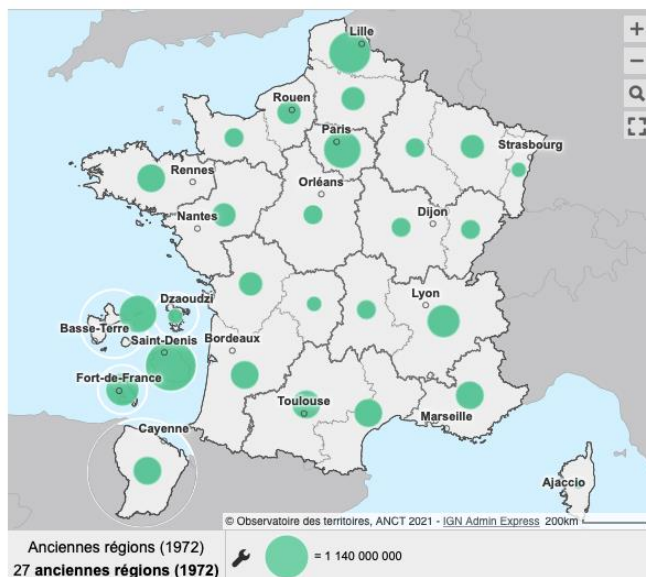 Lille
Rouen
Paris
Strasbourg
Rennes
Orléans
Nantes
Dijon
Dzaoudzi
Lyon
Basse-Terre
Saint-Denis
Bordeaux
Fort-de-France
Toulouse
Marseille
Cayenne
Ajaccio
© Observatoire des territoires, ANCT 2021 - IGN Admin Express 200km
Anciennes régions (1972)
= 1 140 000 000
27 anciennes régions (1972)